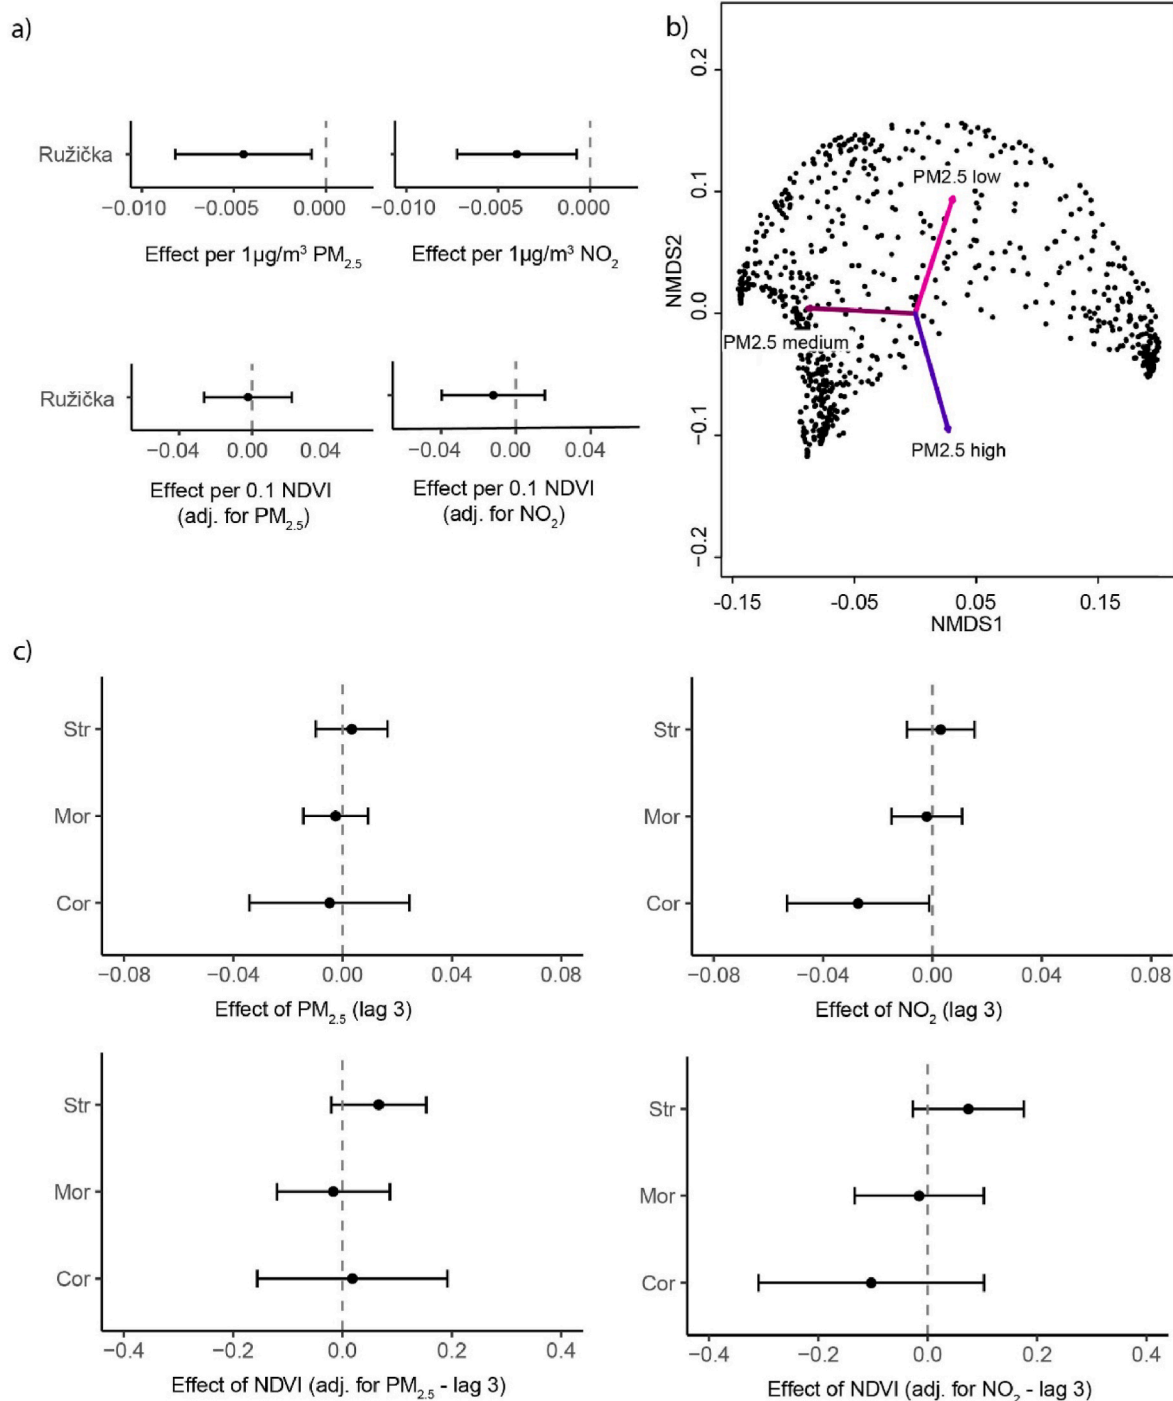 a)
Ružička
−0.010 −0.005 0.000
Effect per 1µg/m³ PM₂.₅
−0.010 −0.005 0.000
Effect per 1µg/m³ NO₂
Ružička
−0.04 0.00 0.04
Effect per 0.1 NDVI
(adj. for PM₂.₅)
−0.04 0.00 0.04
Effect per 0.1 NDVI
(adj. for NO₂)
b)
NMDS2
0.2
0.1
0.0
-0.1
-0.2
PM2.5 low
PM2.5 medium
PM2.5 high
-0.15 -0.05 0.05 0.15
NMDS1
c)
Str
Mor
Cor
−0.08 −0.04 0.00 0.04 0.08
Effect of PM₂.₅ (lag 3)
Str
Mor
Cor
−0.08 −0.04 0.00 0.04 0.08
Effect of NO₂ (lag 3)
Str
Mor
Cor
−0.4 −0.2 0.0 0.2 0.4
Effect of NDVI (adj. for PM₂.₅ - lag 3)
Str
Mor
Cor
−0.4 −0.2 0.0 0.2 0.4
Effect of NDVI (adj. for NO₂ - lag 3)